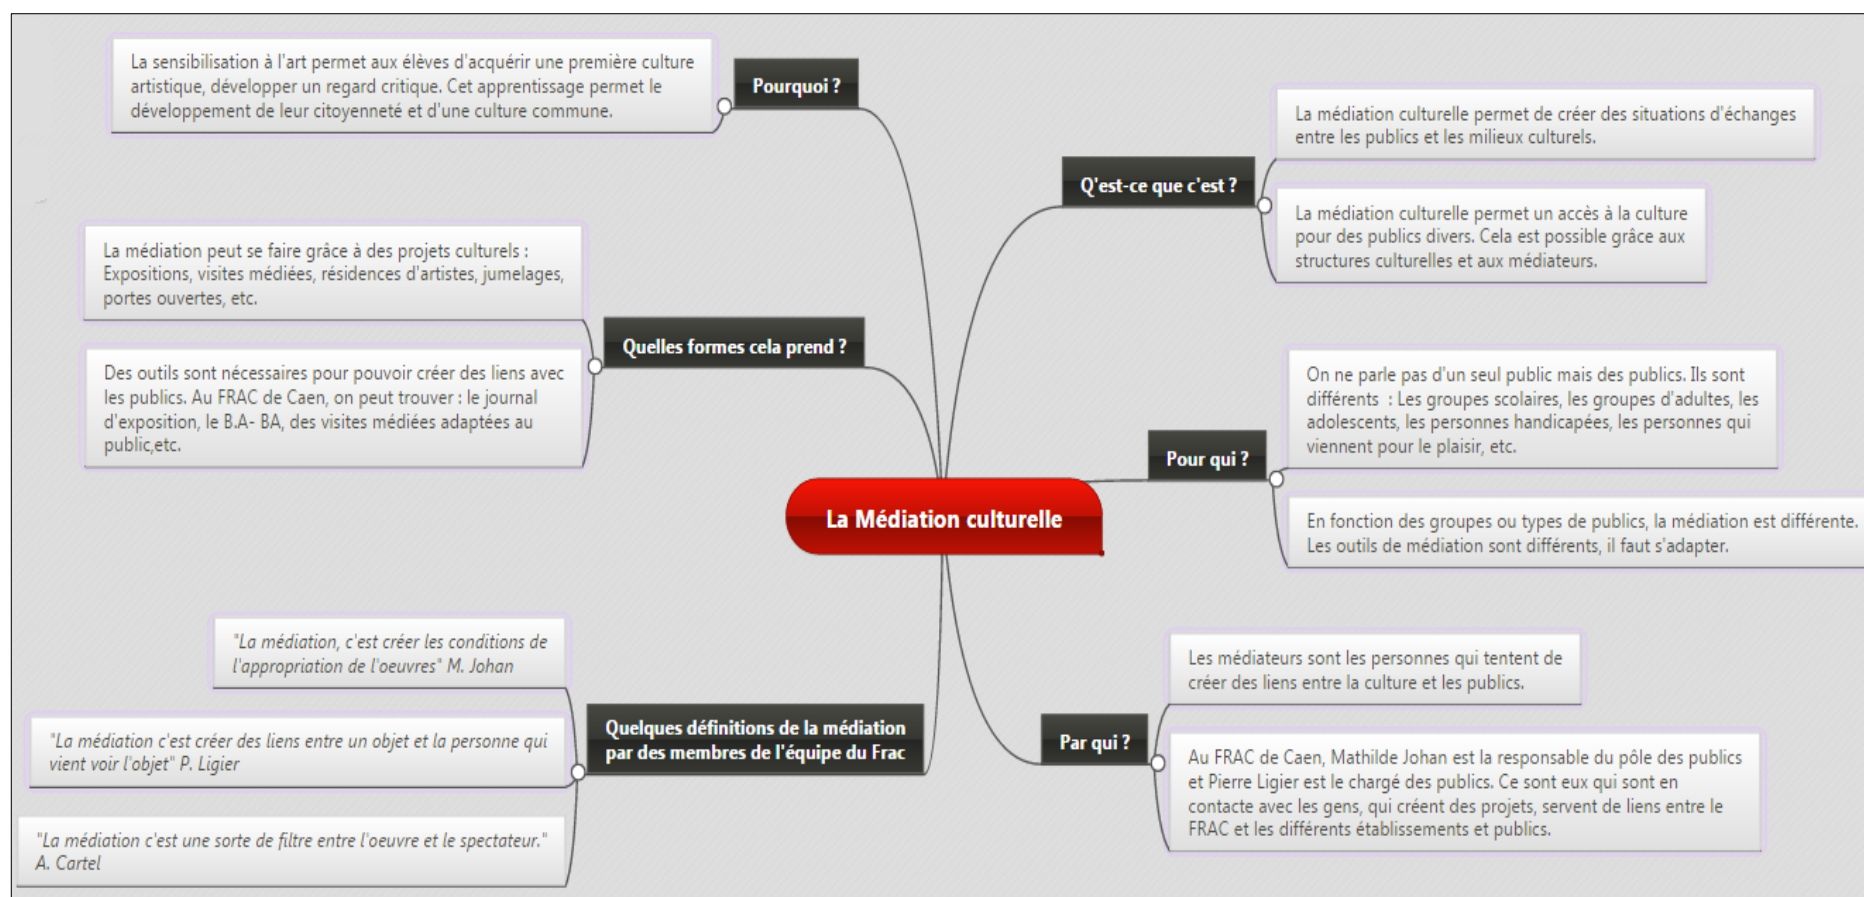 La sensibilisation à l'art permet aux élèves d'acquérir une première culture
artistique, développer un regard critique. Cet apprentissage permet le
développement de leur citoyenneté et d'une culture commune.
Pourquoi ?
La médiation peut se faire grâce à des projets culturels :
Expositions, visites médiées, résidences d'artistes, jumelages,
portes ouvertes, etc.
Des outils sont nécessaires pour pouvoir créer des liens avec
les publics. Au FRAC de Caen, on peut trouver : le journal
d'exposition, le B.A- BA, des visites médiées adaptées au
public,etc.
Quelles formes cela prend ?
"La médiation, c'est créer les conditions de
l'appropriation de l'oeuvres" M. Johan
"La médiation c'est créer des liens entre un objet et la personne qui
vient voir l'objet" P. Ligier
"La médiation c'est une sorte de filtre entre l'oeuvre et le spectateur."
A. Cartel
Quelques définitions de la médiation
par des membres de l'équipe du Frac
La Médiation culturelle
Q'est-ce que c'est ?
La médiation culturelle permet de créer des situations d'échanges
entre les publics et les milieux culturels.
La médiation culturelle permet un accès à la culture
pour des publics divers. Cela est possible grâce aux
structures culturelles et aux médiateurs.
Pour qui ?
On ne parle pas d'un seul public mais des publics. Ils sont
différents  : Les groupes scolaires, les groupes d'adultes, les
adolescents, les personnes handicapées, les personnes qui
viennent pour le plaisir, etc.
En fonction des groupes ou types de publics, la médiation est différente.
Les outils de médiation sont différents, il faut s'adapter.
Par qui ?
Les médiateurs sont les personnes qui tentent de
créer des liens entre la culture et les publics.
Au FRAC de Caen, Mathilde Johan est la responsable du pôle des publics
et Pierre Ligier est le chargé des publics. Ce sont eux qui sont en
contacte avec les gens, qui créent des projets, servent de liens entre le
FRAC et les différents établissements et publics.